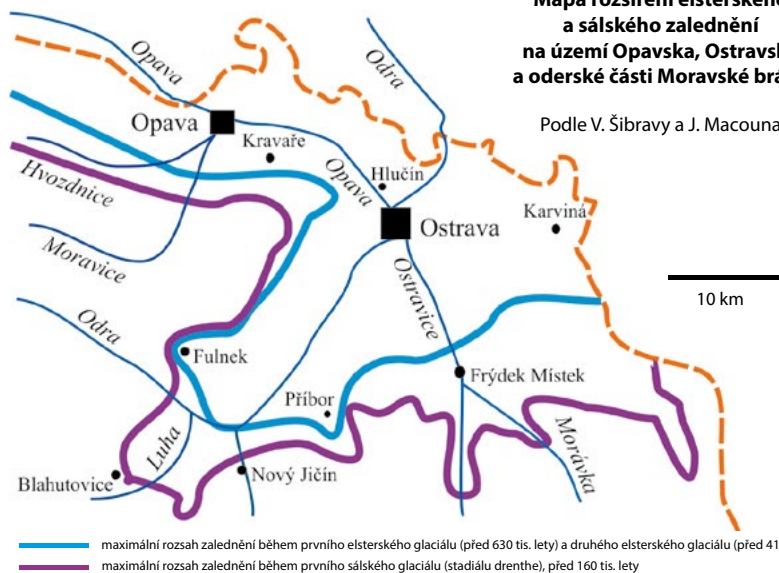 Mapa rozšíření elsterského
a sálského zalednění
na území Opavska, Ostravsk
a oderské části Moravské brá
Podle V. Šibravy a J. Macouna
Opava
Odra
Opava
Kravaře
Opava
Hlučín
Hvozdnice
Ostrava
Karviná
Moravice
Ostravice
10 km
Odra
Fulnek
Frýdek Místek
Příbor
Luha
Morávka
Blahutovice
Nový Jičín
maximální rozsah zalednění během prvního elsterského glaciálu (před 630 tis. lety) a druhého elsterského glaciálu (před 41
maximální rozsah zalednění během prvního sálského glaciálu (stadiálu drenthe), před 160 tis. lety